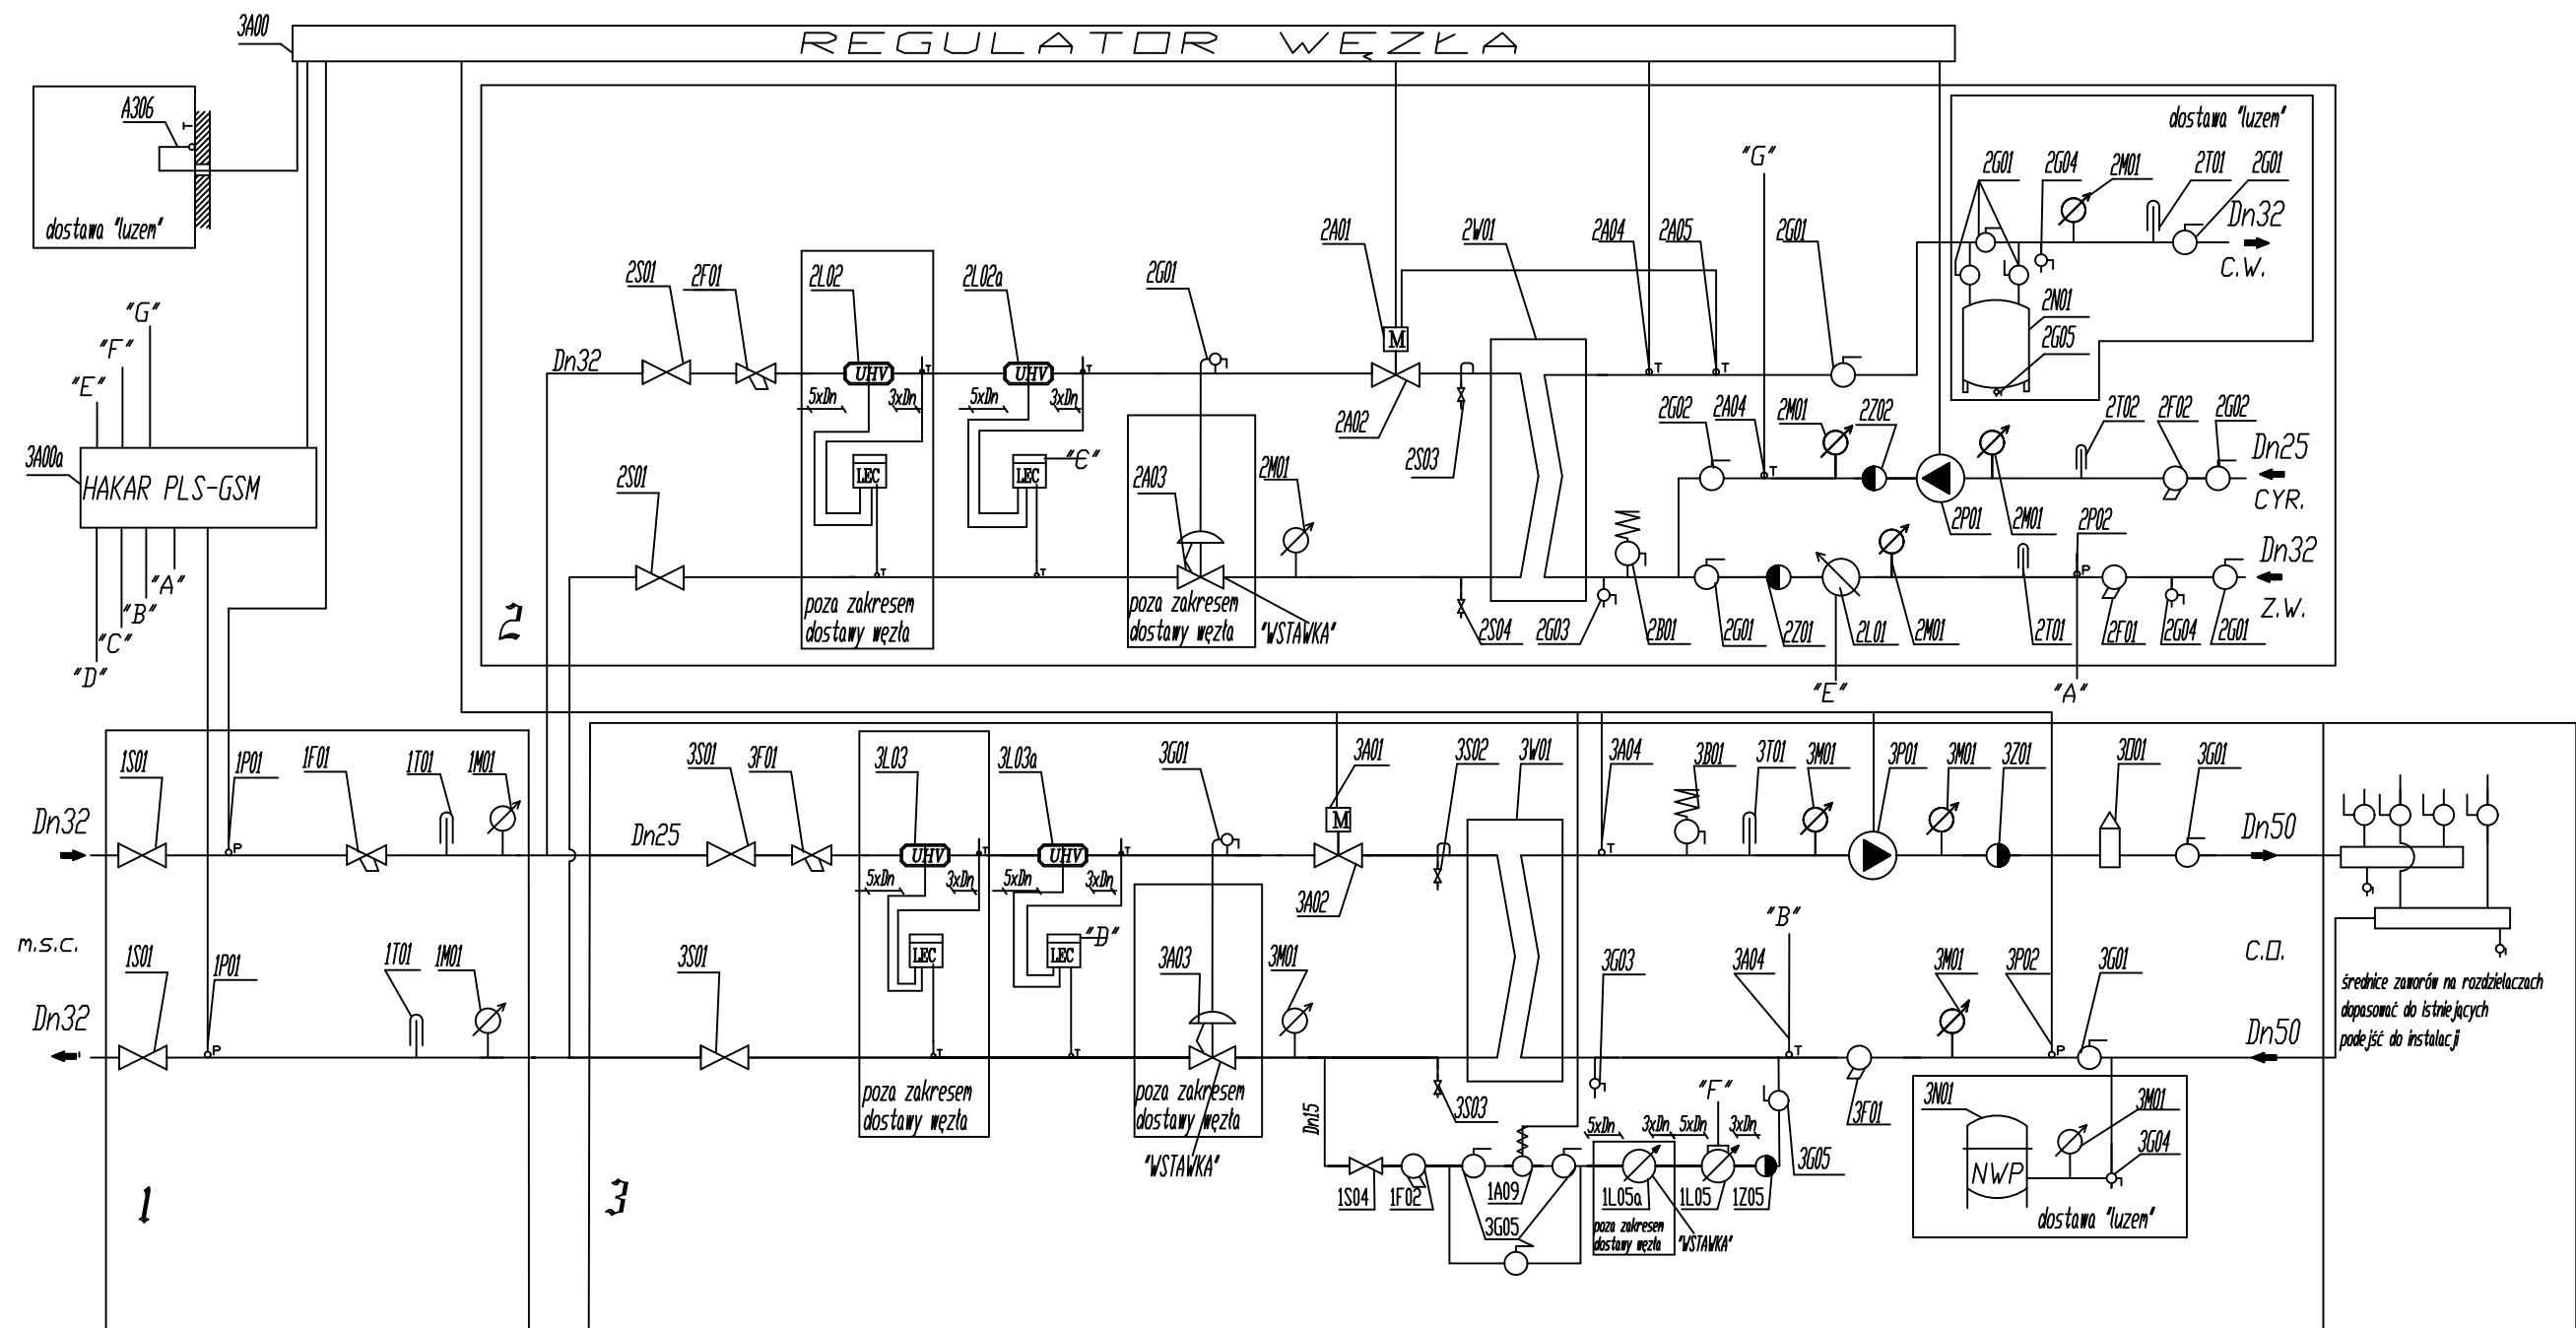 3A00
REGULATOR WĘZŁA
A306
T
dostawa "luzem"
"G"
"F"
"E"
3A00a
HAKAR PLS-GSM
"A"
"B"
"C"
"D"
dostawa "luzem"
2G01
2G04
2M01
2T01
2G01
Dn32
C.W.
2N01
2G05
"G"
2A01
2W01
2A04
2A05
2G01
2S01
2F01
2L02
2L02a
2G01
Dn32
UHV
T
UHV
T
M
T
T
5xDn
3xDn
5xDn
3xDn
2A02
2G02
2A04
2M01
2Z02
2T02
2F02
2G02
Dn25
CYR.
2S01
LEC
LEC
"C"
2A03
2M01
2S03
T
2P01
2M01
2P02
Dn32
Z.W.
T
T
P
2
poza zakresem
dostawy węzła
poza zakresem
dostawy węzła
"WSTAWKA"
2S04
2G03
2B01
2G01
2Z01
2L01
2M01
2T01
2F01
2G04
2G01
"E"
"A"
1S01
1P01
1F01
1T01
1M01
Dn32
P
m.s.c.
1S01
1P01
1T01
1M01
Dn32
P
1
3S01
3F01
3L03
3L03a
3G01
3A01
3S02
3W01
3A04
3B01
3T01
3M01
3P01
3M01
3Z01
3O01
3G01
Dn25
UHV
T
UHV
T
M
T
Dn50
5xDn
3xDn
5xDn
3xDn
3A02
"B"
3S01
LEC
LEC
"D"
3A03
3M01
3G03
3A04
3M01
3P02
3G01
C.O.
średnice zaworów na rozdzielaczach
dopasować do istniejących
podejść do instalacji
Dn50
T
T
T
P
poza zakresem
dostawy węzła
poza zakresem
dostawy węzła
"WSTAWKA"
3
Dn15
3S03
"F"
5xDn
3xDn
5xDn
3xDn
3G05
3F01
3N01
3M01
3G04
NWP
dostawa "luzem"
1S04
1F02
1A09
3G05
1L05a
1L05
1Z05
poza zakresem
dostawy węzła
"WSTAWKA"